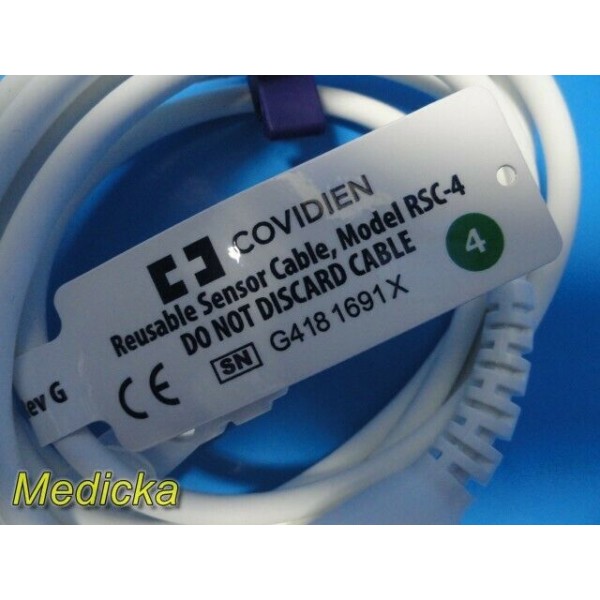 COVIDIEN
Reusable Sensor Cable, Model RSC-4
DO NOT DISCARD CABLE
SN G4181691X
CE
4
ev G
Medicka